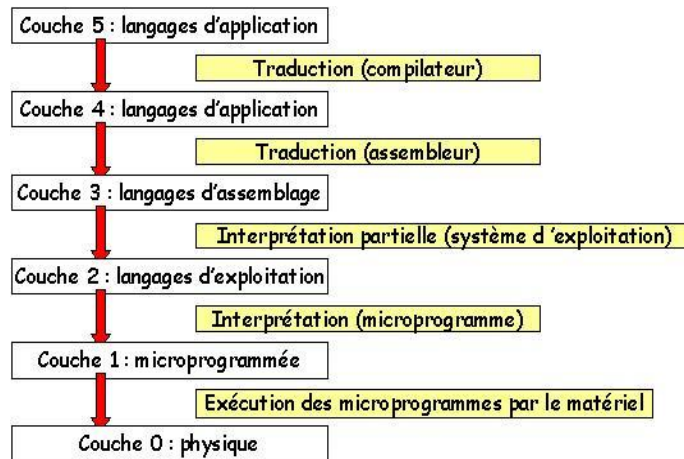 Couche 5 : langages d'application
Traduction (compilateur)
Couche 4 : langages d'application
Traduction (assembleur)
Couche 3 : langages d'assemblage
Interprétation partielle (système d 'exploitation)
Couche 2 : langages d'exploitation
Interprétation (microprogramme)
Couche 1 : microprogrammée
Exécution des microprogrammes par le matériel
Couche 0 : physique